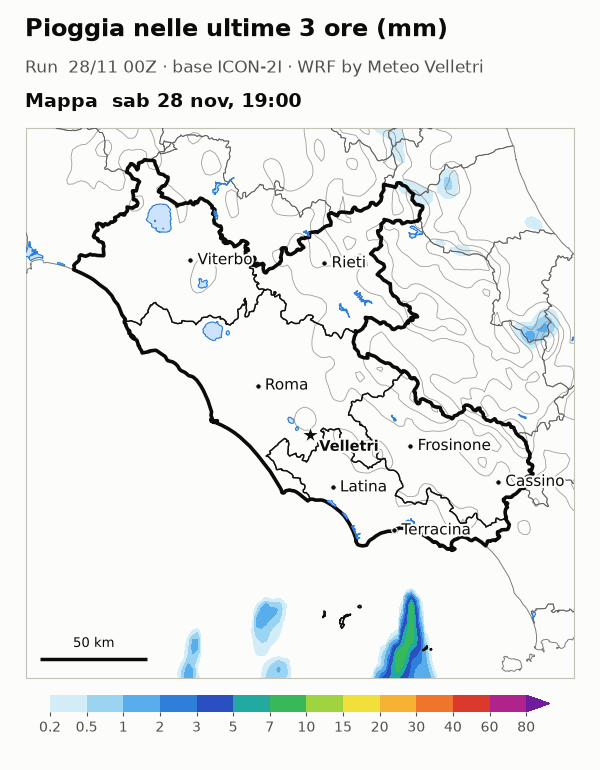 Pioggia nelle ultime 3 ore (mm)
Run  28/11 00Z · base ICON-2I · WRF by Meteo Velletri
Mappa  sab 28 nov, 19:00
Viterbo
Rieti
Roma
Velletri
Frosinone
Latina
Cassino
Terracina
50 km
0.2 0.5 1 2 3 5 7 10 15 20 30 40 60 80